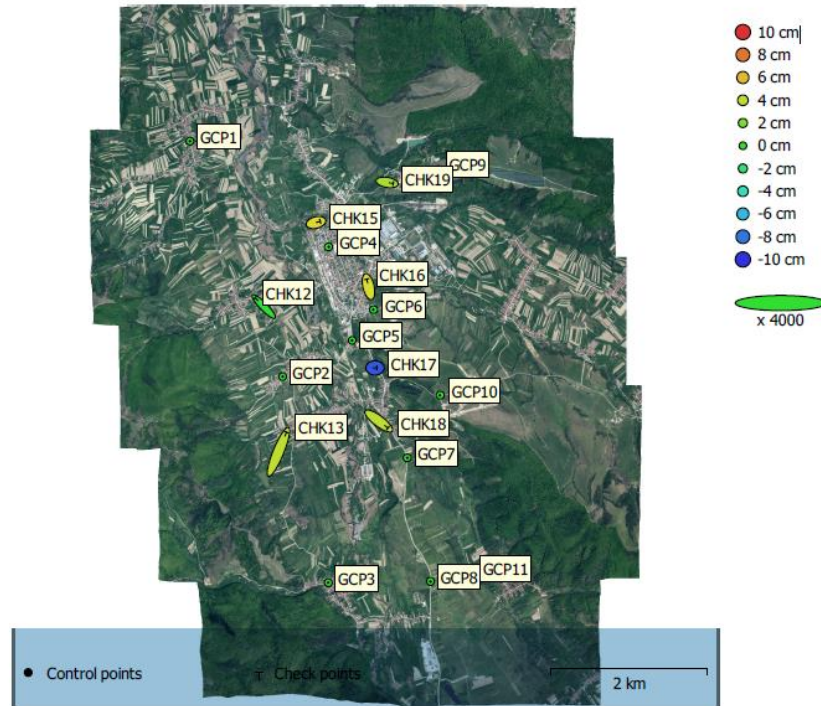 10 cm
8 cm
6 cm
4 cm
2 cm
0 cm
-2 cm
-4 cm
-6 cm
-8 cm
-10 cm
x 4000
GCP1
GCP9
CHK19
CHK15
GCP4
CHK16
CHK12
GCP6
GCP5
CHK17
GCP2
GCP10
CHK13
CHK18
GCP7
GCP3
GCP8
GCP11
Control points
Check points
2 km